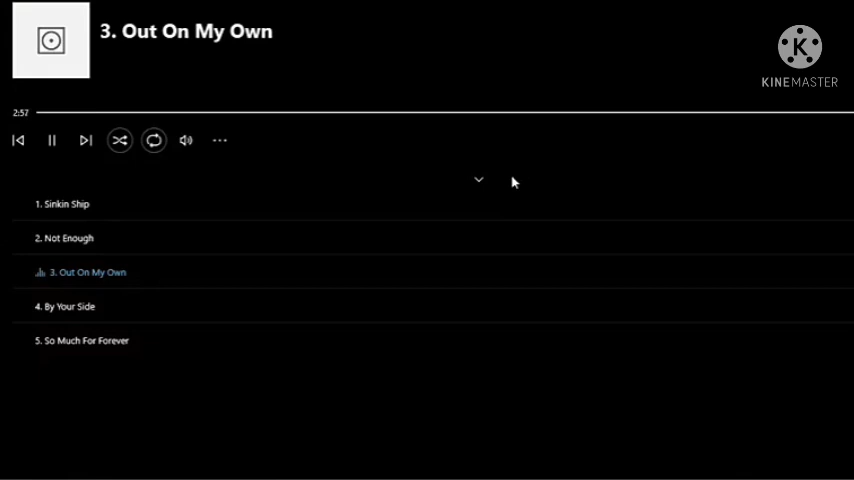 3. Out On My Own
K
KINEMASTER
2:57
1. Sinkin Ship
2. Not Enough
3. Out On My Own
4. By Your Side
5. So Much For Forever